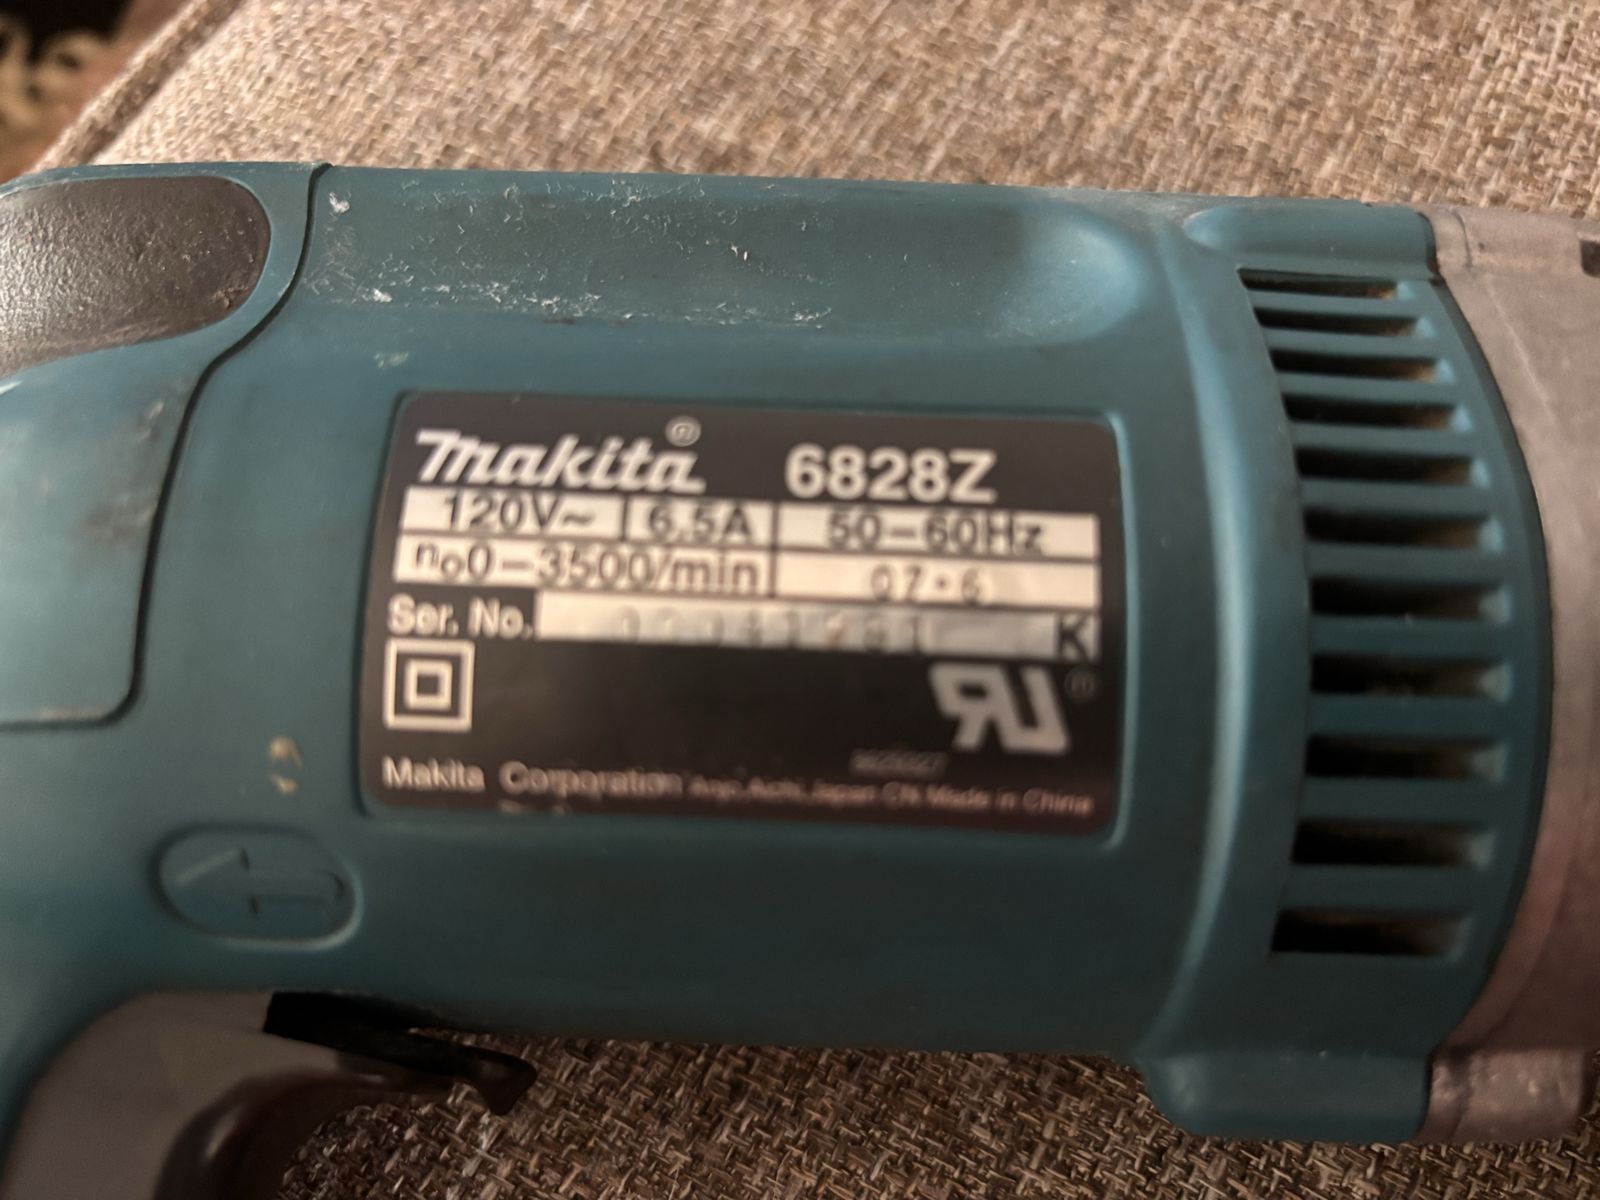 makita® 6828Z
120V~ 6.5A 50–60Hz
n₀0–3500/min 07•6
Ser. No. K
Makita Corporation Anjo, Aichi, Japan Made in China